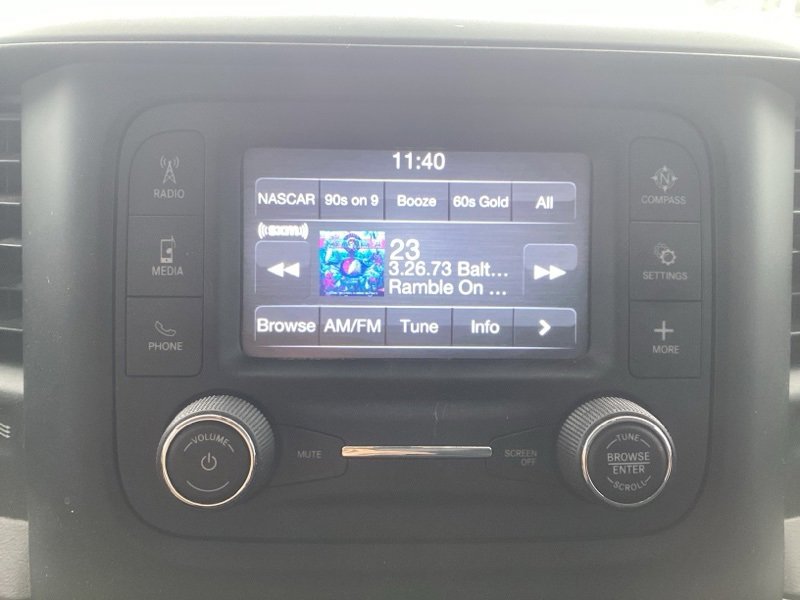 11:40
NASCAR 90s on 9 Booze 60s Gold All
((SXM))
23
3.26.73 Balt...
Ramble On ...
Browse AM/FM Tune Info
RADIO
MEDIA
PHONE
N
COMPASS
SETTINGS
MORE
VOLUME
MUTE
SCREEN
OFF
TUNE
BROWSE
ENTER
SCROLL